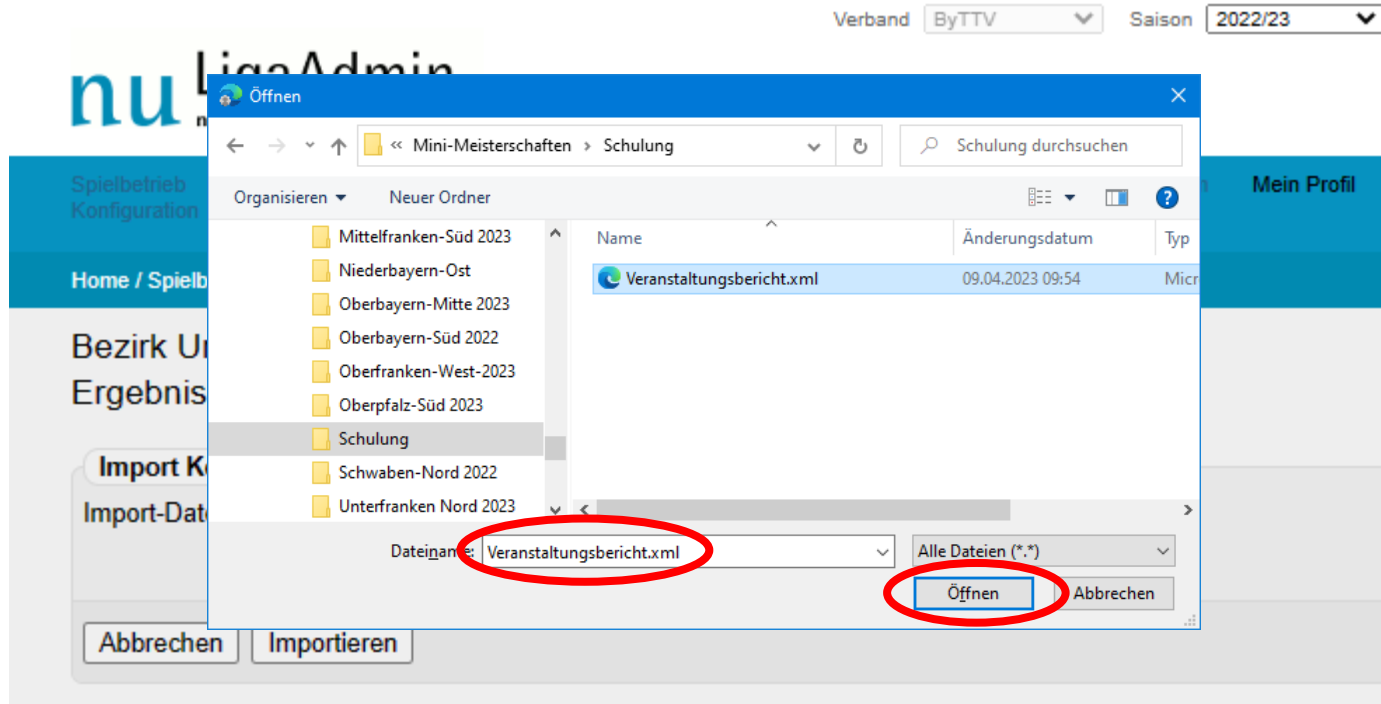 Verband ByTTV Saison 2022/23
nu LigaAdmin
Öffnen
« Mini-Meisterschaften › Schulung Schulung durchsuchen
Spielbetrieb Mein Profil
Konfiguration
Organisieren Neuer Ordner
Name Änderungsdatum Typ
Mittelfranken-Süd 2023
Niederbayern-Ost
Oberbayern-Mitte 2023
Oberbayern-Süd 2022
Oberfranken-West-2023
Oberpfalz-Süd 2023
Schulung
Schwaben-Nord 2022
Unterfranken Nord 2023
Veranstaltungsbericht.xml 09.04.2023 09:54 Micr
Home / Spielb
Bezirk
Ergebnis
Import
Import-Dat
Dateiname: Veranstaltungsbericht.xml Alle Dateien (*.*)
Öffnen Abbrechen
Abbrechen Importieren